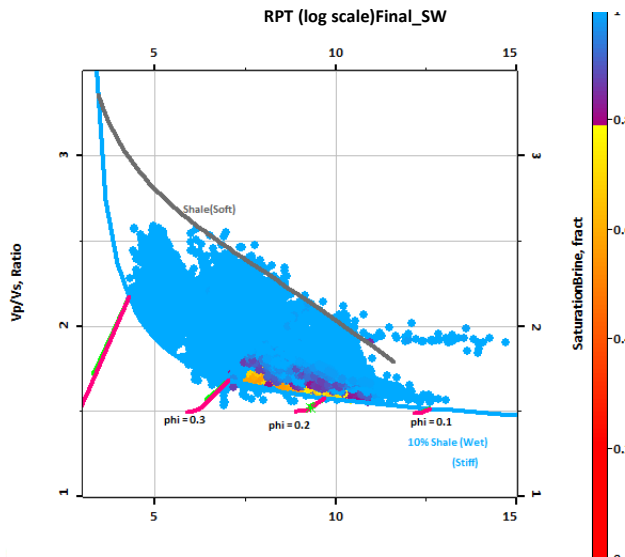 RPT (log scale)Final_SW
5
10
15
1
3
3
Shale(Soft)
Vp/Vs, Ratio
SaturationBrine, fract
2
2
phi = 0.3
phi = 0.2
phi = 0.1
10% Shale (Wet)
(Stiff)
1
1
5
10
15